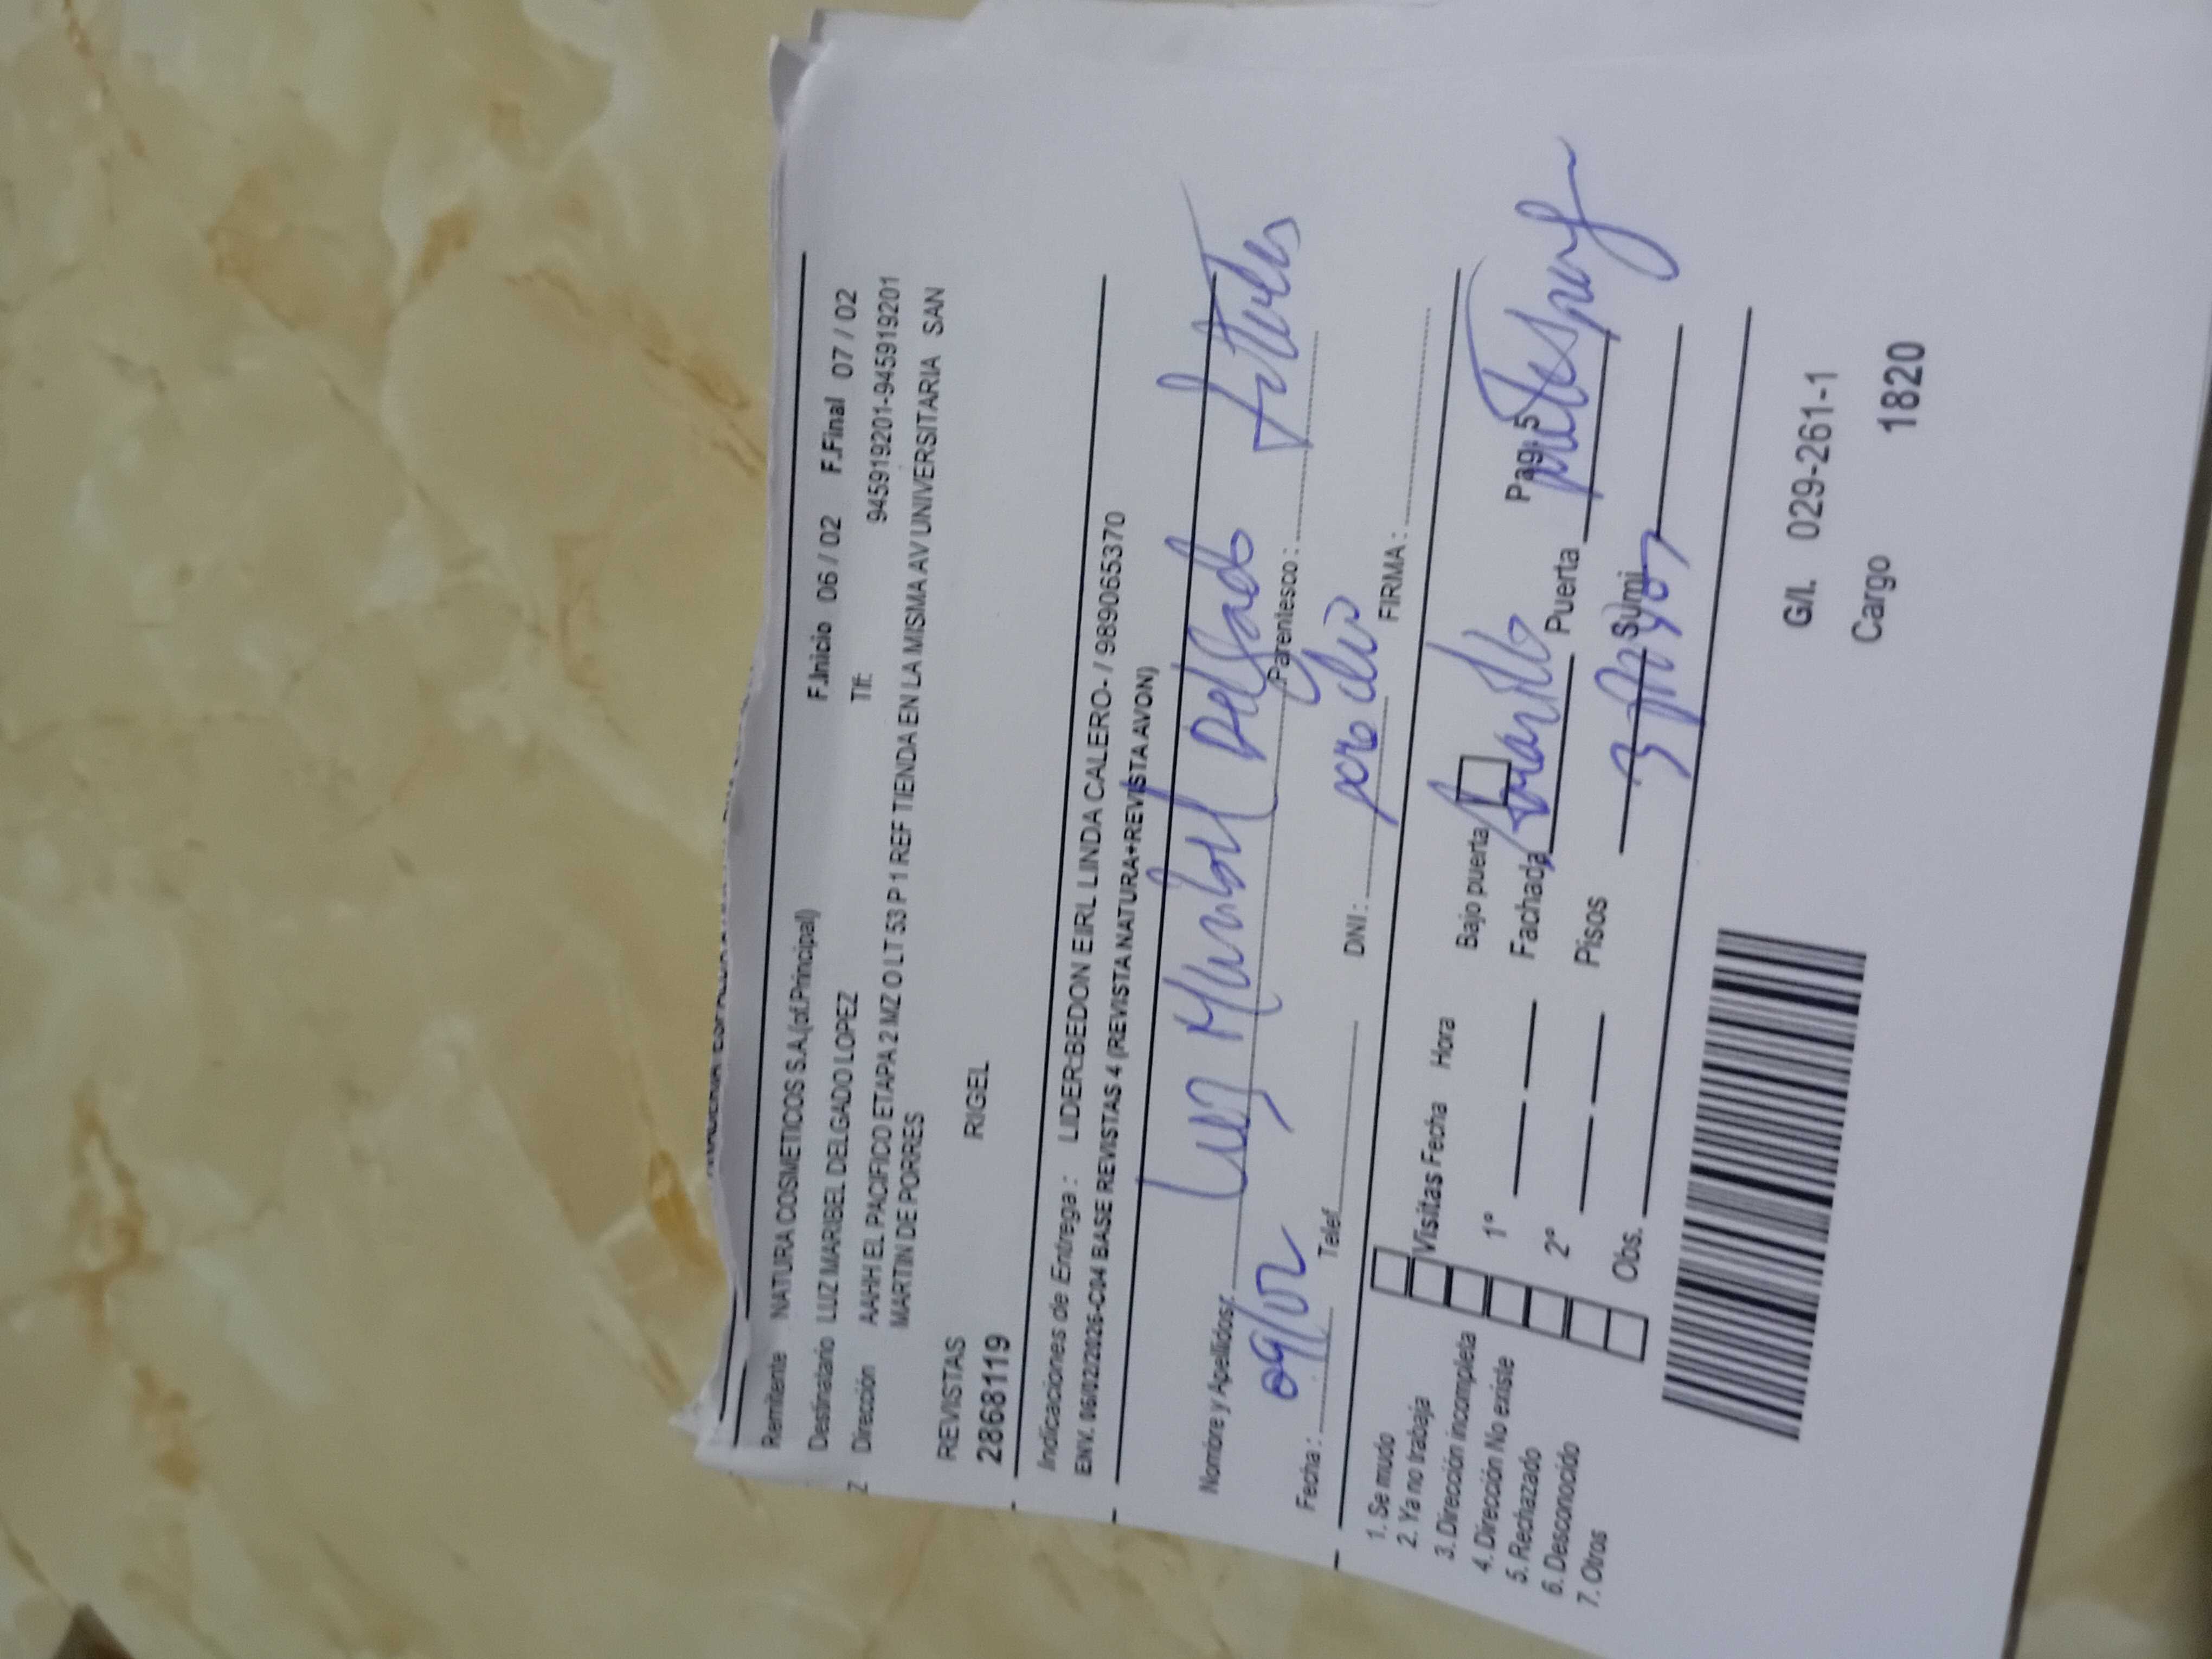 Remitente NATURA COSMETICOS S.A.(of.Principal)
F.Inicio 06 / 02 F.Final 07 / 02
Destinatario LUZ MARIBEL DELGADO LOPEZ
Tlf: 945919201-945919201
Dirección AAHH EL PACIFICO ETAPA 2 MZ O LT 53 P 1 REF TIENDA EN LA MISMA AV UNIVERSITARIA SAN
MARTIN DE PORRES
REVISTAS RIGEL
2868119
Indicaciones de Entrega : LIDER:BEDON EIRL LINDA CALERO- / 989065370
ENV. 06/02/2026-C04 BASE REVISTAS 4 (REVISTA NATURA+REVISTA AVON)
Nombre y Apellidos: Luz Maribel Delgado
Fecha : 09/02 Telef. Parentesco :
DNI : FIRMA :
1. Se mudo
2. Ya no trabaja
3. Dirección incompleta
4. Dirección No existe
5. Rechazado
6. Desconocido
7. Otros
Visitas Fecha Hora Bajo puerta Pag. 5
1° Fachada Puerta
2° Pisos 3 Sumi
Obs.
G/l. 029-261-1
Cargo 1820